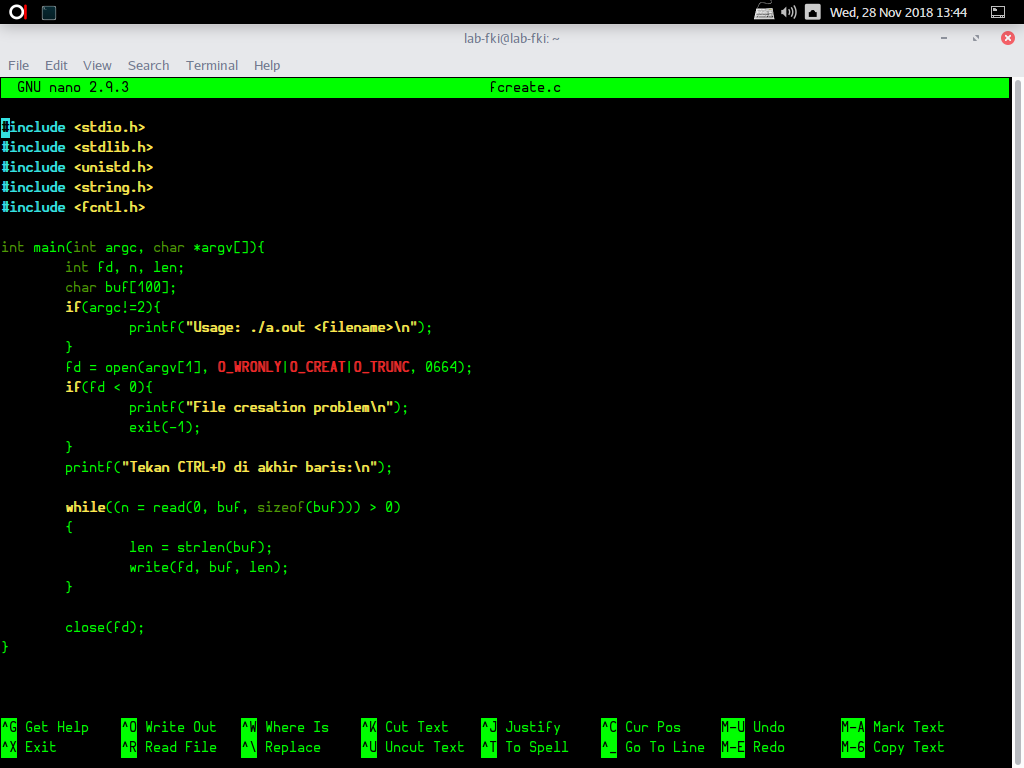 Wed, 28 Nov 2018 13:44
lab-fki@lab-fki: ~
File Edit View Search Terminal Help
GNU nano 2.9.3 fcreate.c
#include <stdio.h>
#include <stdlib.h>
#include <unistd.h>
#include <string.h>
#include <fcntl.h>
int main(int argc, char *argv[]){
int fd, n, len;
char buf[100];
if(argc!=2){
printf("Usage: ./a.out <filename>\n");
}
fd = open(argv[1], O_WRONLY|O_CREAT|O_TRUNC, 0664);
if(fd < 0){
printf("File cresation problem\n");
exit(-1);
}
printf("Tekan CTRL+D di akhir baris:\n");
while((n = read(0, buf, sizeof(buf))) > 0)
{
len = strlen(buf);
write(fd, buf, len);
}
close(fd);
}
^G Get Help ^O Write Out ^W Where Is ^K Cut Text ^J Justify ^C Cur Pos M-U Undo M-A Mark Text
^X Exit ^R Read File ^\ Replace ^U Uncut Text ^T To Spell ^_ Go To Line M-E Redo M-6 Copy Text